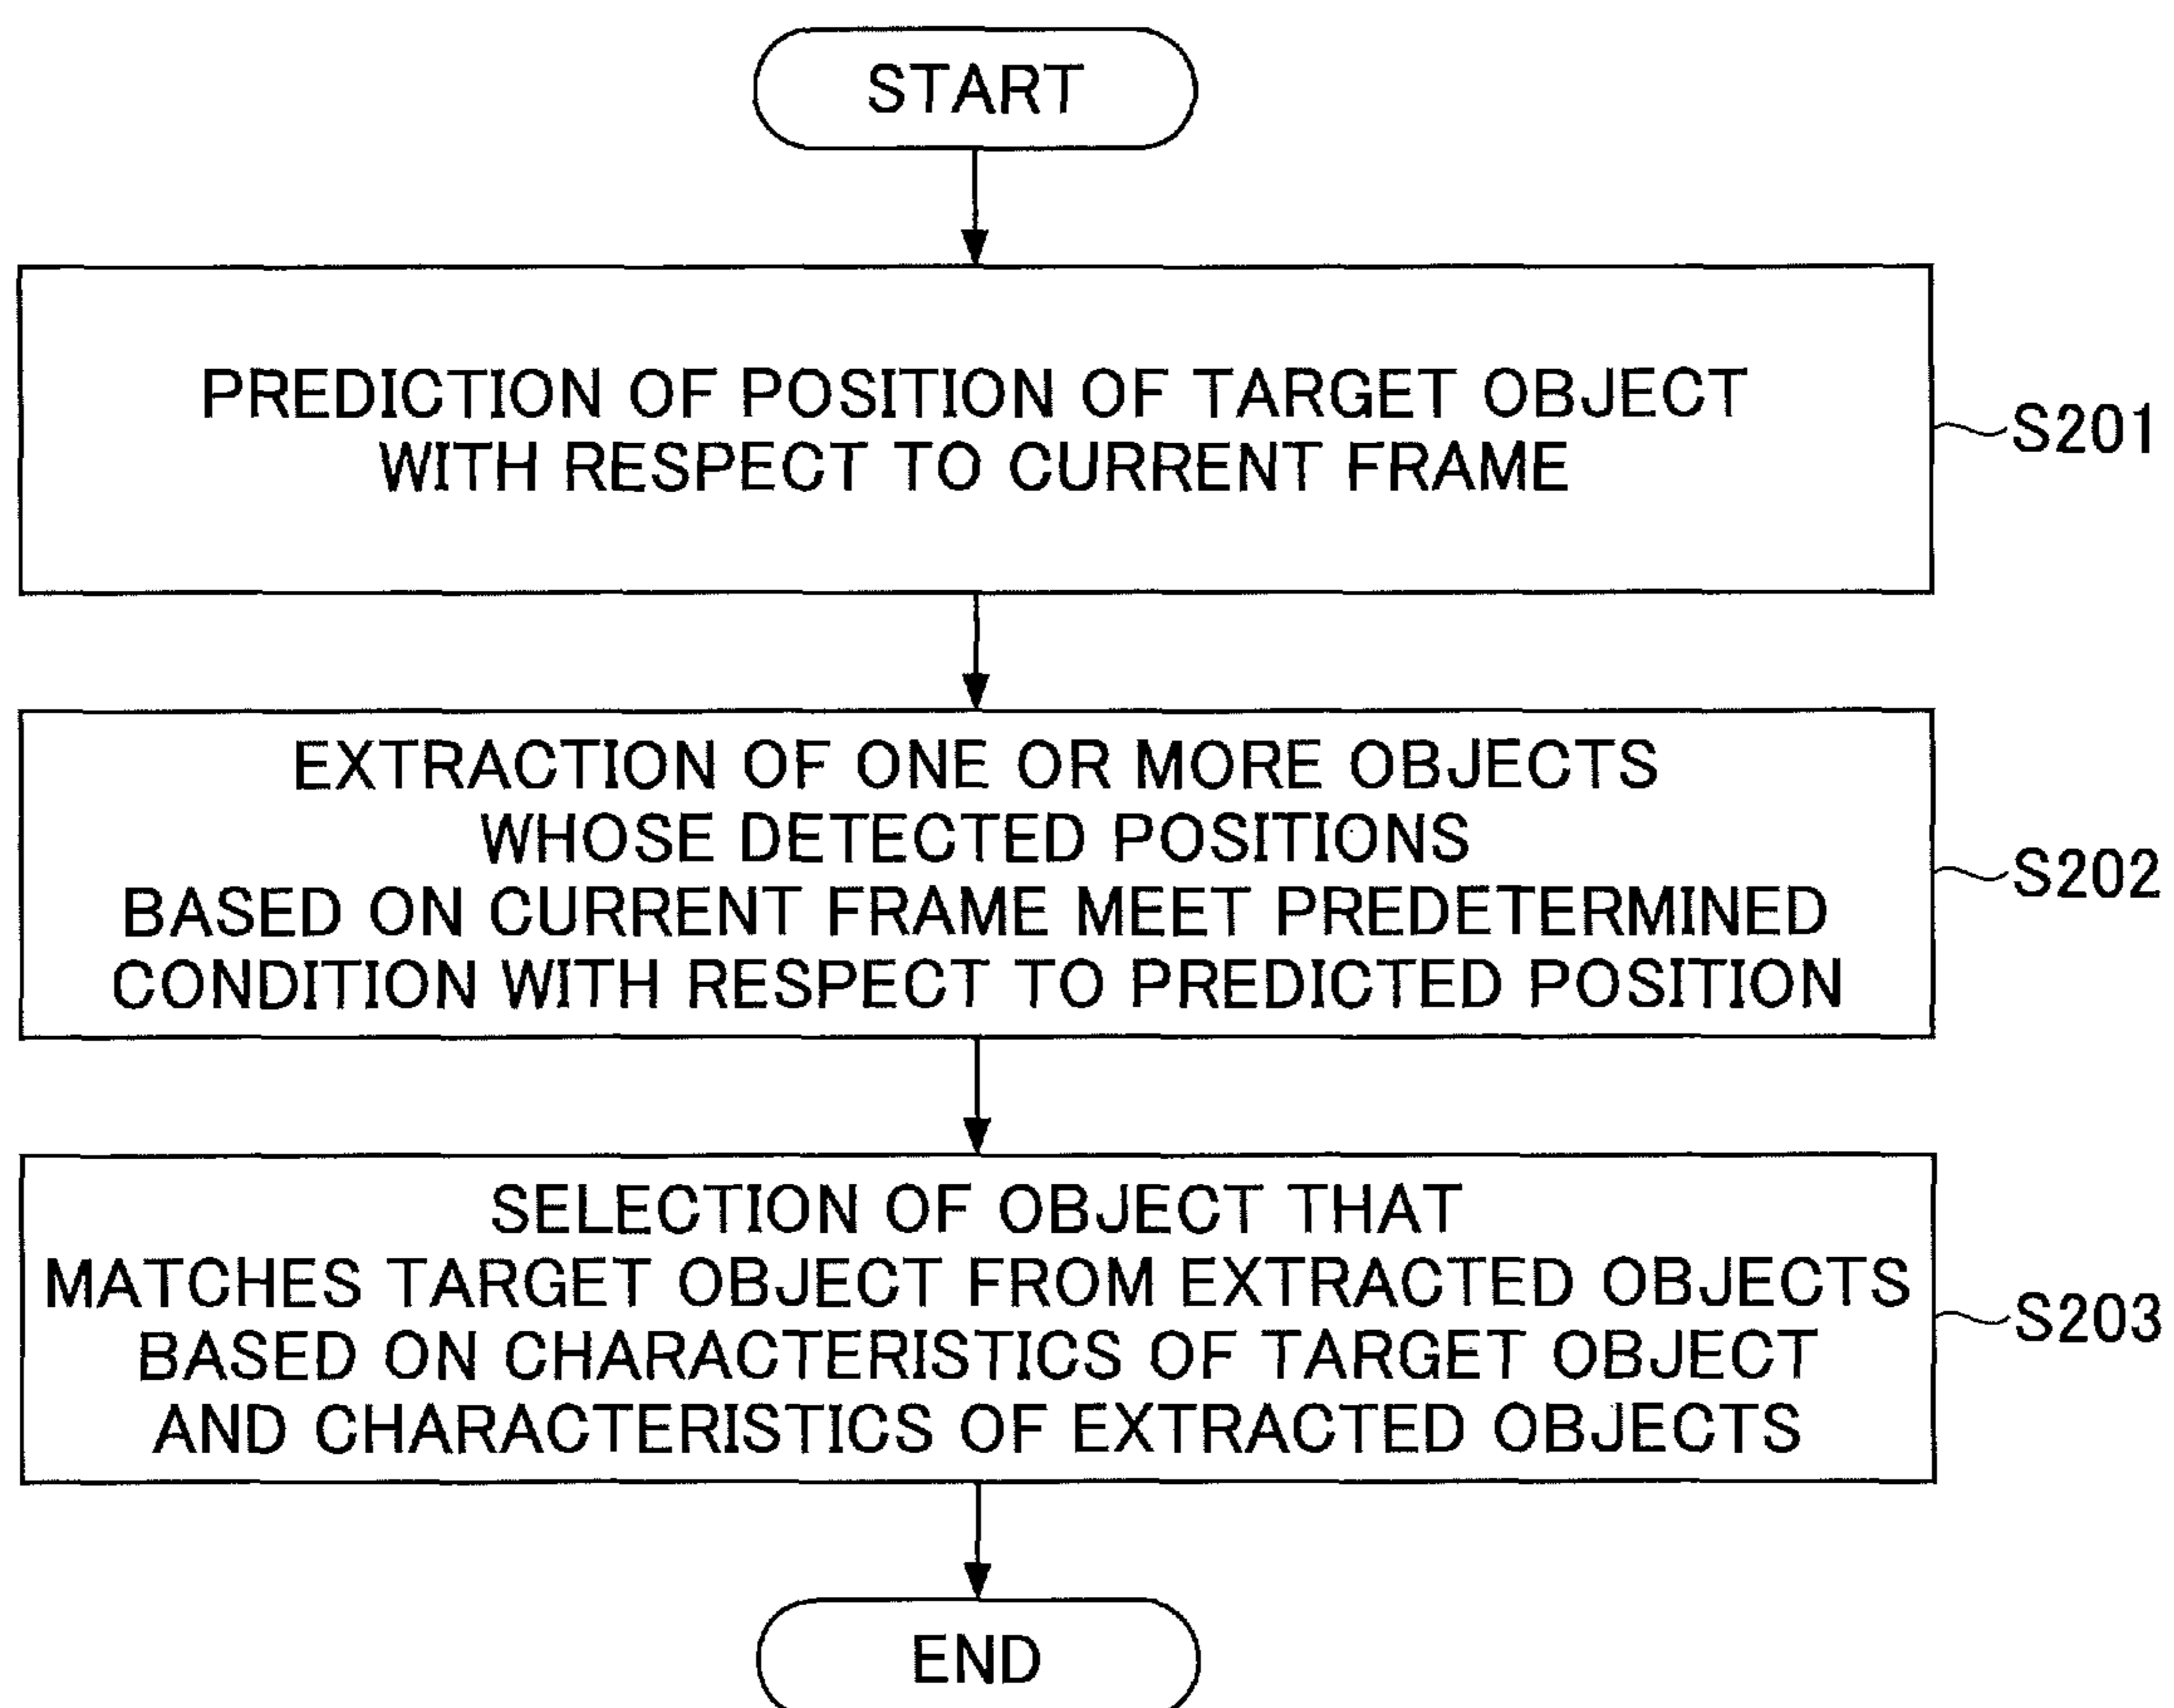 START
PREDICTION OF POSITION OF TARGET OBJECT
WITH RESPECT TO CURRENT FRAME
S201
EXTRACTION OF ONE OR MORE OBJECTS
WHOSE DETECTED POSITIONS
BASED ON CURRENT FRAME MEET PREDETERMINED
CONDITION WITH RESPECT TO PREDICTED POSITION
S202
SELECTION OF OBJECT THAT
MATCHES TARGET OBJECT FROM EXTRACTED OBJECTS
BASED ON CHARACTERISTICS OF TARGET OBJECT
AND CHARACTERISTICS OF EXTRACTED OBJECTS
S203
END